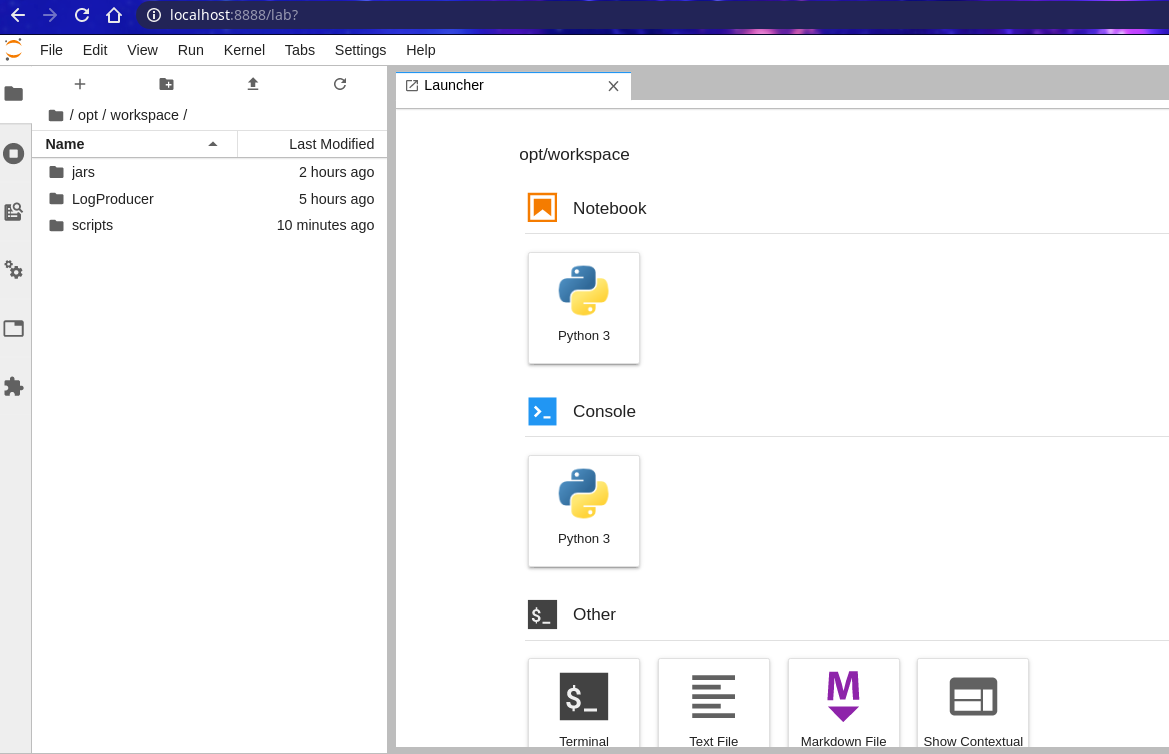 localhost:8888/lab?
File Edit View Run Kernel Tabs Settings Help
/ opt / workspace /
Name Last Modified
jars 2 hours ago
LogProducer 5 hours ago
scripts 10 minutes ago
Launcher
opt/workspace
Notebook
Python 3
Console
Python 3
$_ Other
$_ M
Terminal Text File Markdown File Show Contextual